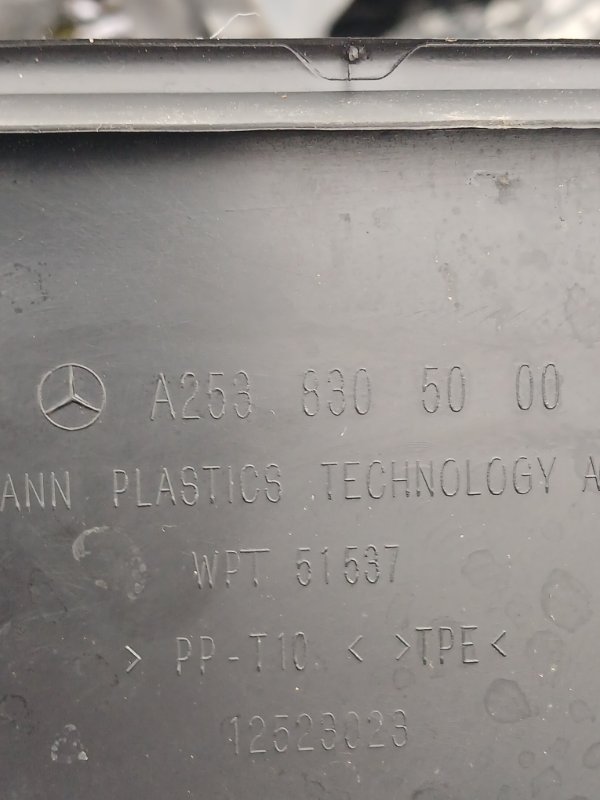 A253 830 50 00
ANN PLASTICS TECHNOLOGY A
WPT 51537
> PP-T10 < >TPE<
12523023